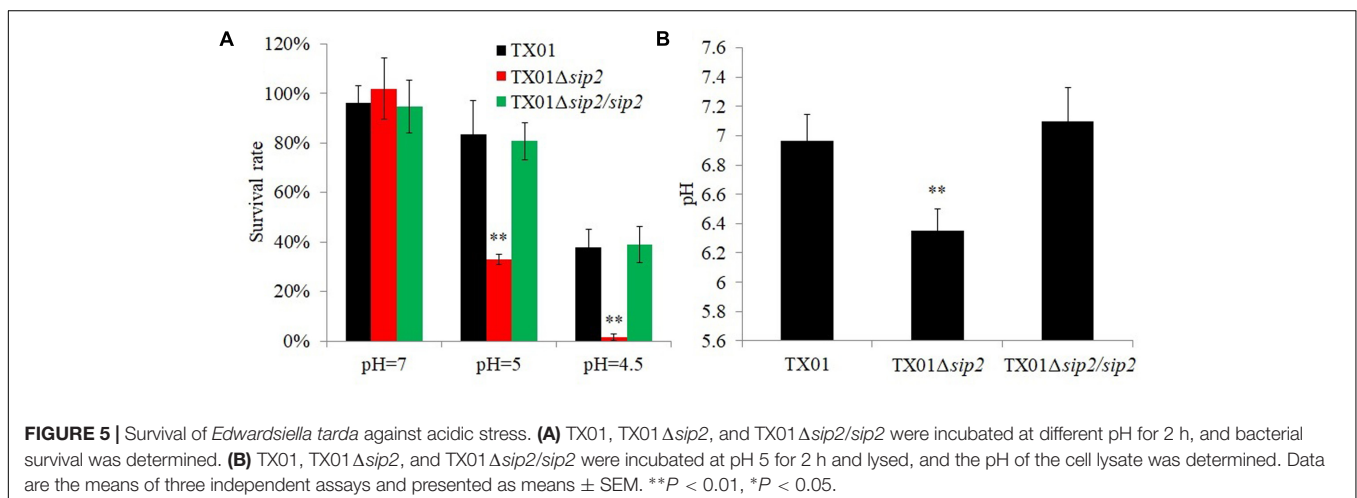 A
120%
100%
80%
60%
40%
20%
0%
Survival rate
TX01
TX01Δsip2
TX01Δsip2/sip2
**
**
pH=7 pH=5 pH=4.5
B
7.6
7.4
7.2
7
6.8
6.6
6.4
6.2
6
5.8
5.6
pH
**
TX01 TX01Δsip2 TX01Δsip2/sip2
FIGURE 5 | Survival of Edwardsiella tarda against acidic stress. (A) TX01, TX01Δsip2, and TX01Δsip2/sip2 were incubated at different pH for 2 h, and bacterial
survival was determined. (B) TX01, TX01Δsip2, and TX01Δsip2/sip2 were incubated at pH 5 for 2 h and lysed, and the pH of the cell lysate was determined. Data
are the means of three independent assays and presented as means ± SEM. **P < 0.01, *P < 0.05.